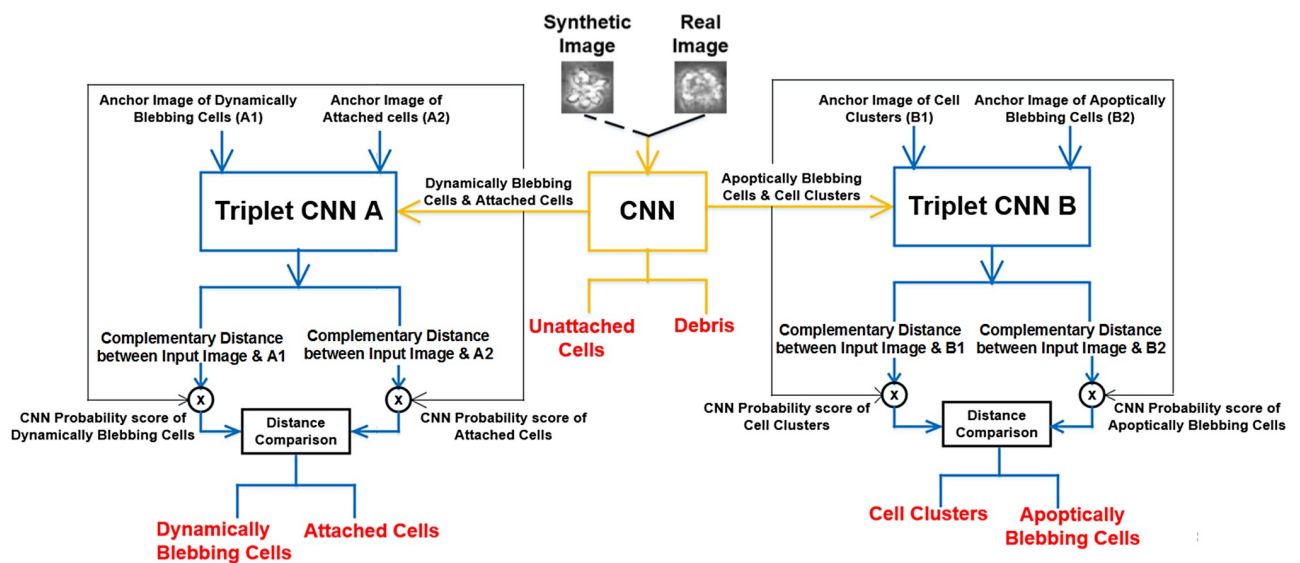 Synthetic
Image
Real
Image
Anchor Image of Dynamically
Blebbing Cells (A1)
Anchor Image of
Attached cells (A2)
Anchor Image of Cell
Clusters (B1)
Anchor Image of Apoptically
Blebbing Cells (B2)
Triplet CNN A
Dynamically Blebbing
Cells & Attached Cells
CNN
Apoptically Blebbing
Cells & Cell Clusters
Triplet CNN B
Unattached
Cells
Debris
Complementary Distance
between Input Image & A1
Complementary Distance
between Input Image & A2
Complementary Distance
between Input Image & B1
Complementary Distance
between Input Image & B2
x
x
x
x
CNN Probability score of
Dynamically Blebbing Cells
Distance
Comparison
CNN Probability score of
Attached Cells
CNN Probability score of
Cell Clusters
Distance
Comparison
CNN Probability score of
Apoptically Blebbing Cells
Dynamically
Blebbing Cells
Attached Cells
Cell Clusters
Apoptically
Blebbing Cells